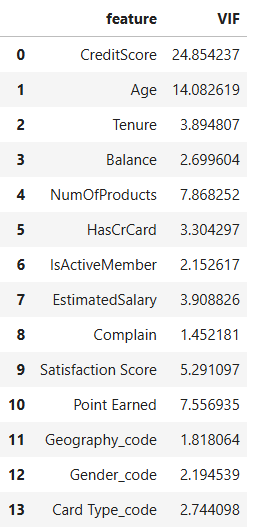 feature VIF
0 CreditScore 24.854237
1 Age 14.082619
2 Tenure 3.894807
3 Balance 2.699604
4 NumOfProducts 7.868252
5 HasCrCard 3.304297
6 IsActiveMember 2.152617
7 EstimatedSalary 3.908826
8 Complain 1.452181
9 Satisfaction Score 5.291097
10 Point Earned 7.556935
11 Geography_code 1.818064
12 Gender_code 2.194539
13 Card Type_code 2.744098